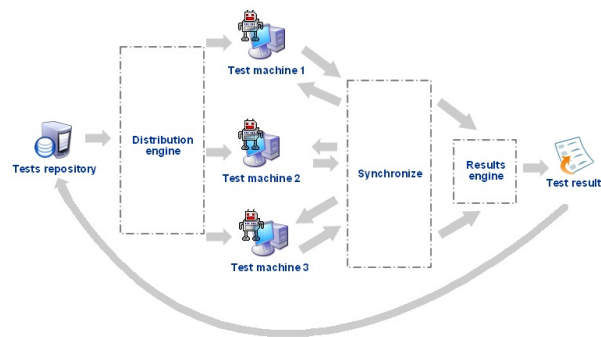 Tests repository
Distribution
engine
Test machine 1
Test machine 2
Test machine 3
Synchronize
Results
engine
Test result